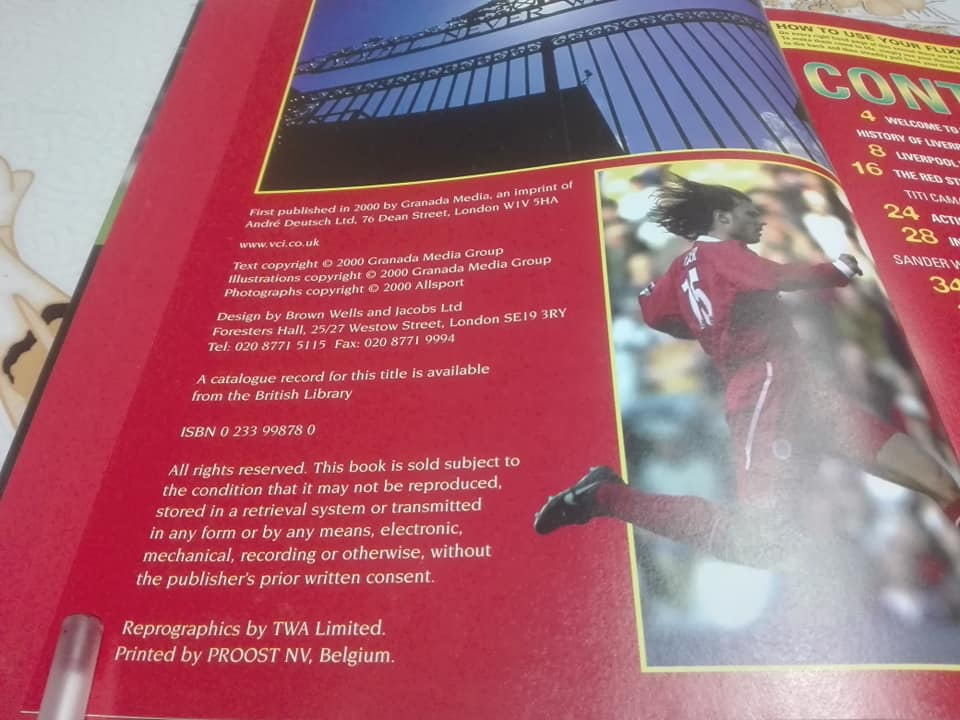 VER W
First published in 2000 by Granada Media, an imprint of
André Deutsch Ltd, 76 Dean Street, London W1V 5HA
www.vci.co.uk
Text copyright © 2000 Granada Media Group
Illustrations copyright © 2000 Granada Media Group
Photographs copyright © 2000 Allsport
Design by Brown Wells and Jacobs Ltd
Foresters Hall, 25/27 Westow Street, London SE19 3RY
Tel: 020 8771 5115 Fax: 020 8771 9994
A catalogue record for this title is available
from the British Library
ISBN 0 233 99878 0
All rights reserved. This book is sold subject to
the condition that it may not be reproduced,
stored in a retrieval system or transmitted
in any form or by any means, electronic,
mechanical, recording or otherwise, without
the publisher's prior written consent.
Reprographics by TWA Limited.
Printed by PROOST NV, Belgium.
15
HOW TO USE YOUR FLIX
CONT
4 WELCOME TO
HISTORY OF LIVERP
8 LIVERPOOL
16 THE RED ST
TITI CAMA
24 ACTI
28 IN
SANDER W
34